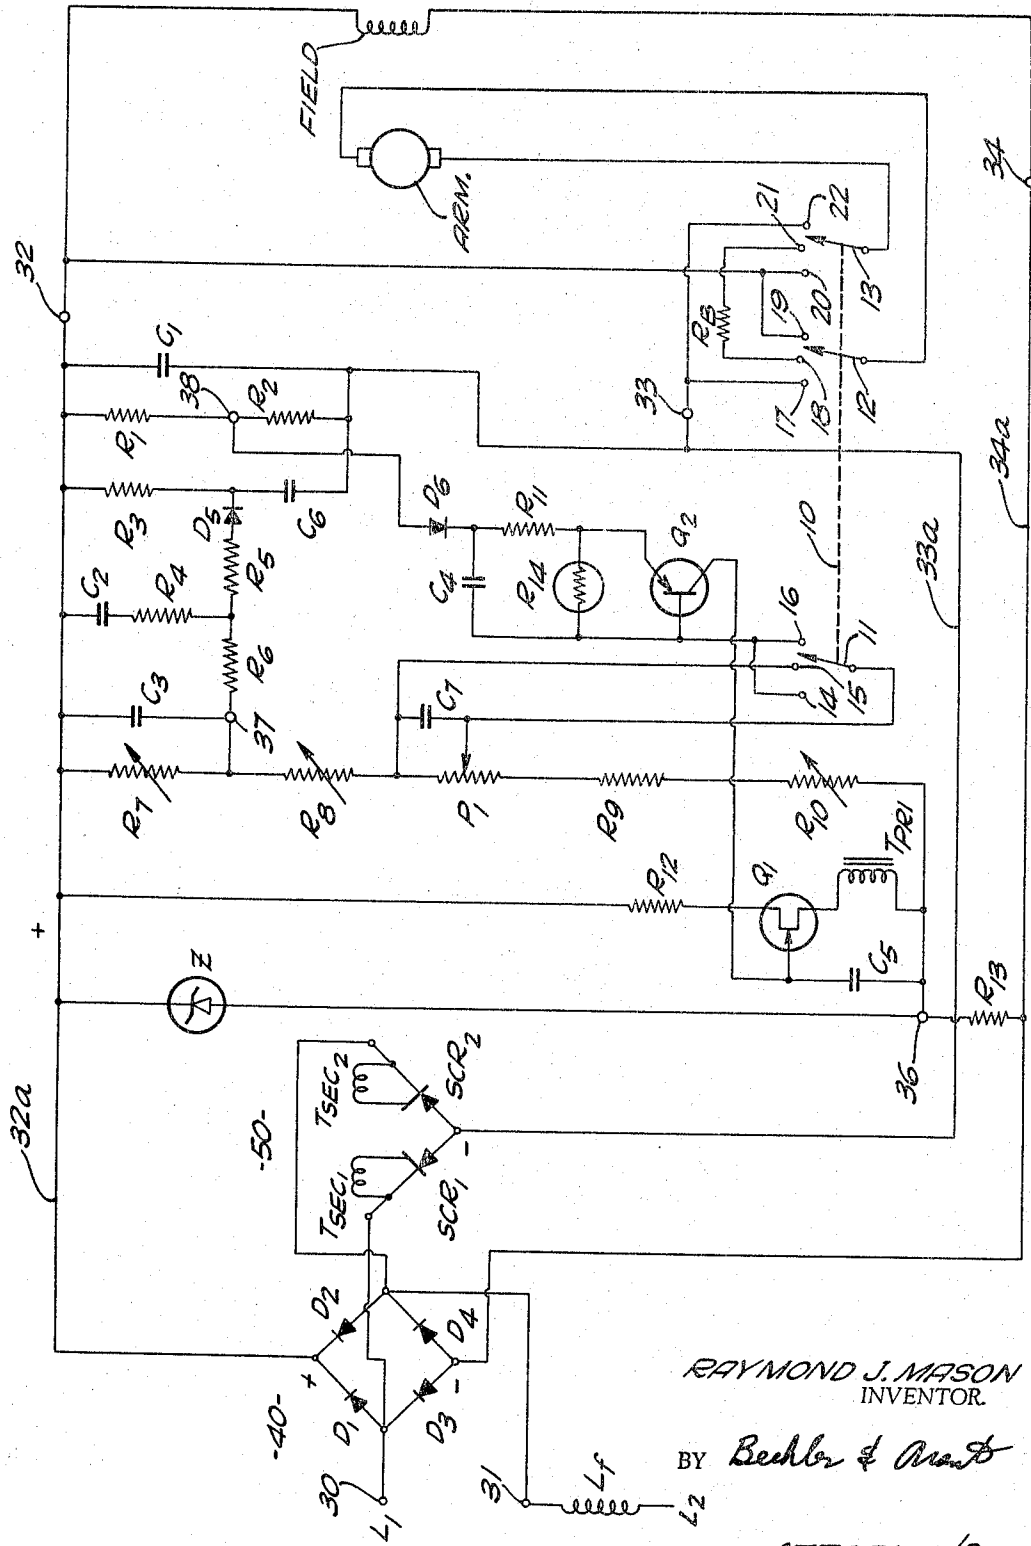 32a
+
32
FIELD
ARM.
Z
R7
C3
C2
R4
R3
R1
38
C1
R2
R6
R5
D5
C6
37
R8
P1
C7
R9
R10
R12
Q1
TPRI
C5
36
R13
D6
C4
R11
R14
Q2
16
14
15
11
10
33
RB
17
18
19
20
21
22
12
13
33a
34a
34
-50-
TSEC1
TSEC2
SCR1
SCR2
-
-40-
+
D1
D2
D3
D4
-
30
L1
31
Lf
L2
RAYMOND J. MASON
INVENTOR.
BY Beehler & Arant